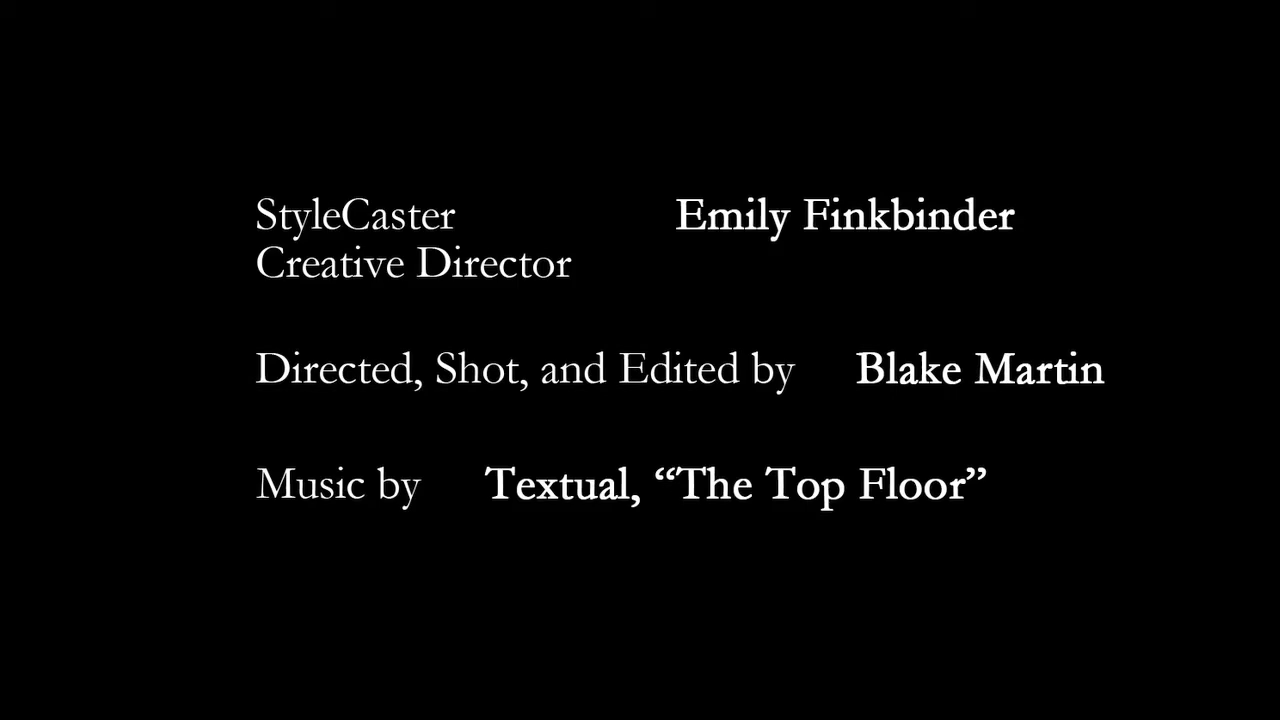 StyleCaster Emily Finkbinder
Creative Director
Directed, Shot, and Edited by Blake Martin
Music by Textual, “The Top Floor”